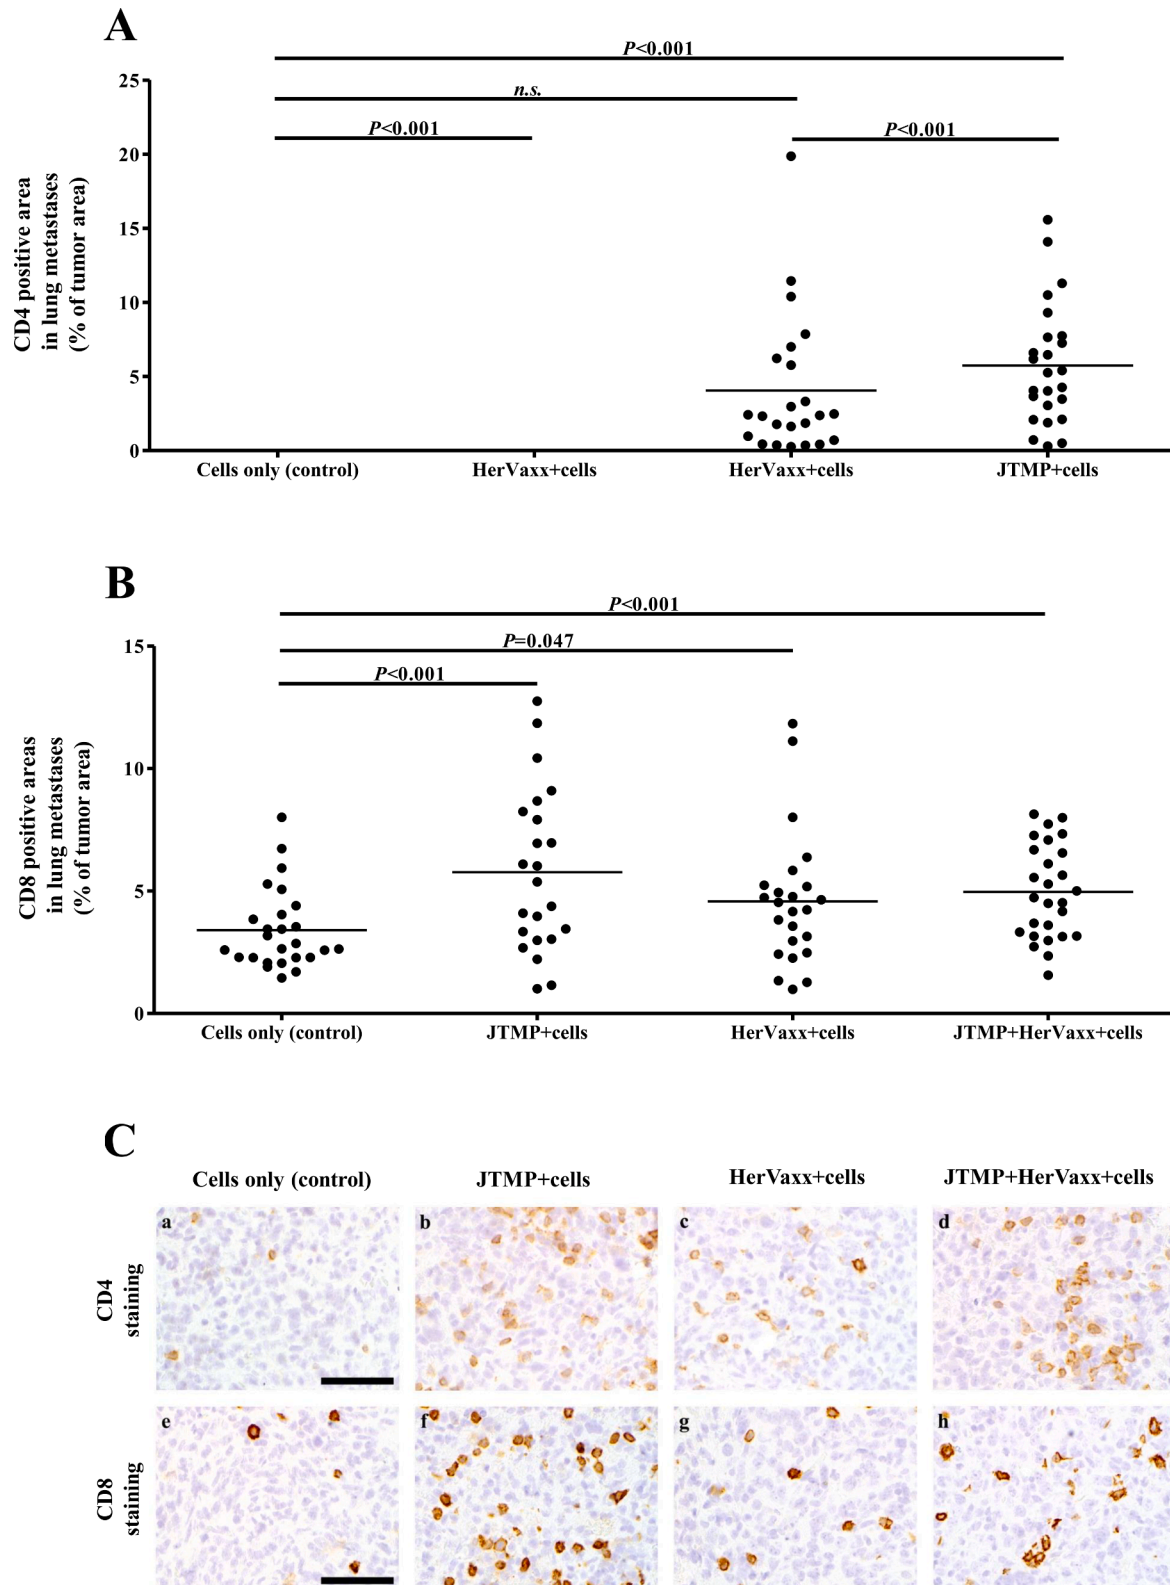 A
P<0.001
n.s.
P<0.001
P<0.001
CD4 positive area
in lung metastases
(% of tumor area)
25
20
15
10
5
0
Cells only (control)
HerVaxx+cells
HerVaxx+cells
JTMP+cells
B
P<0.001
P=0.047
P<0.001
CD8 positive areas
in lung metastases
(% of tumor area)
15
10
5
0
Cells only (control)
JTMP+cells
HerVaxx+cells
JTMP+HerVaxx+cells
C
Cells only (control)
JTMP+cells
HerVaxx+cells
JTMP+HerVaxx+cells
CD4
staining
a
b
c
d
CD8
staining
e
f
g
h